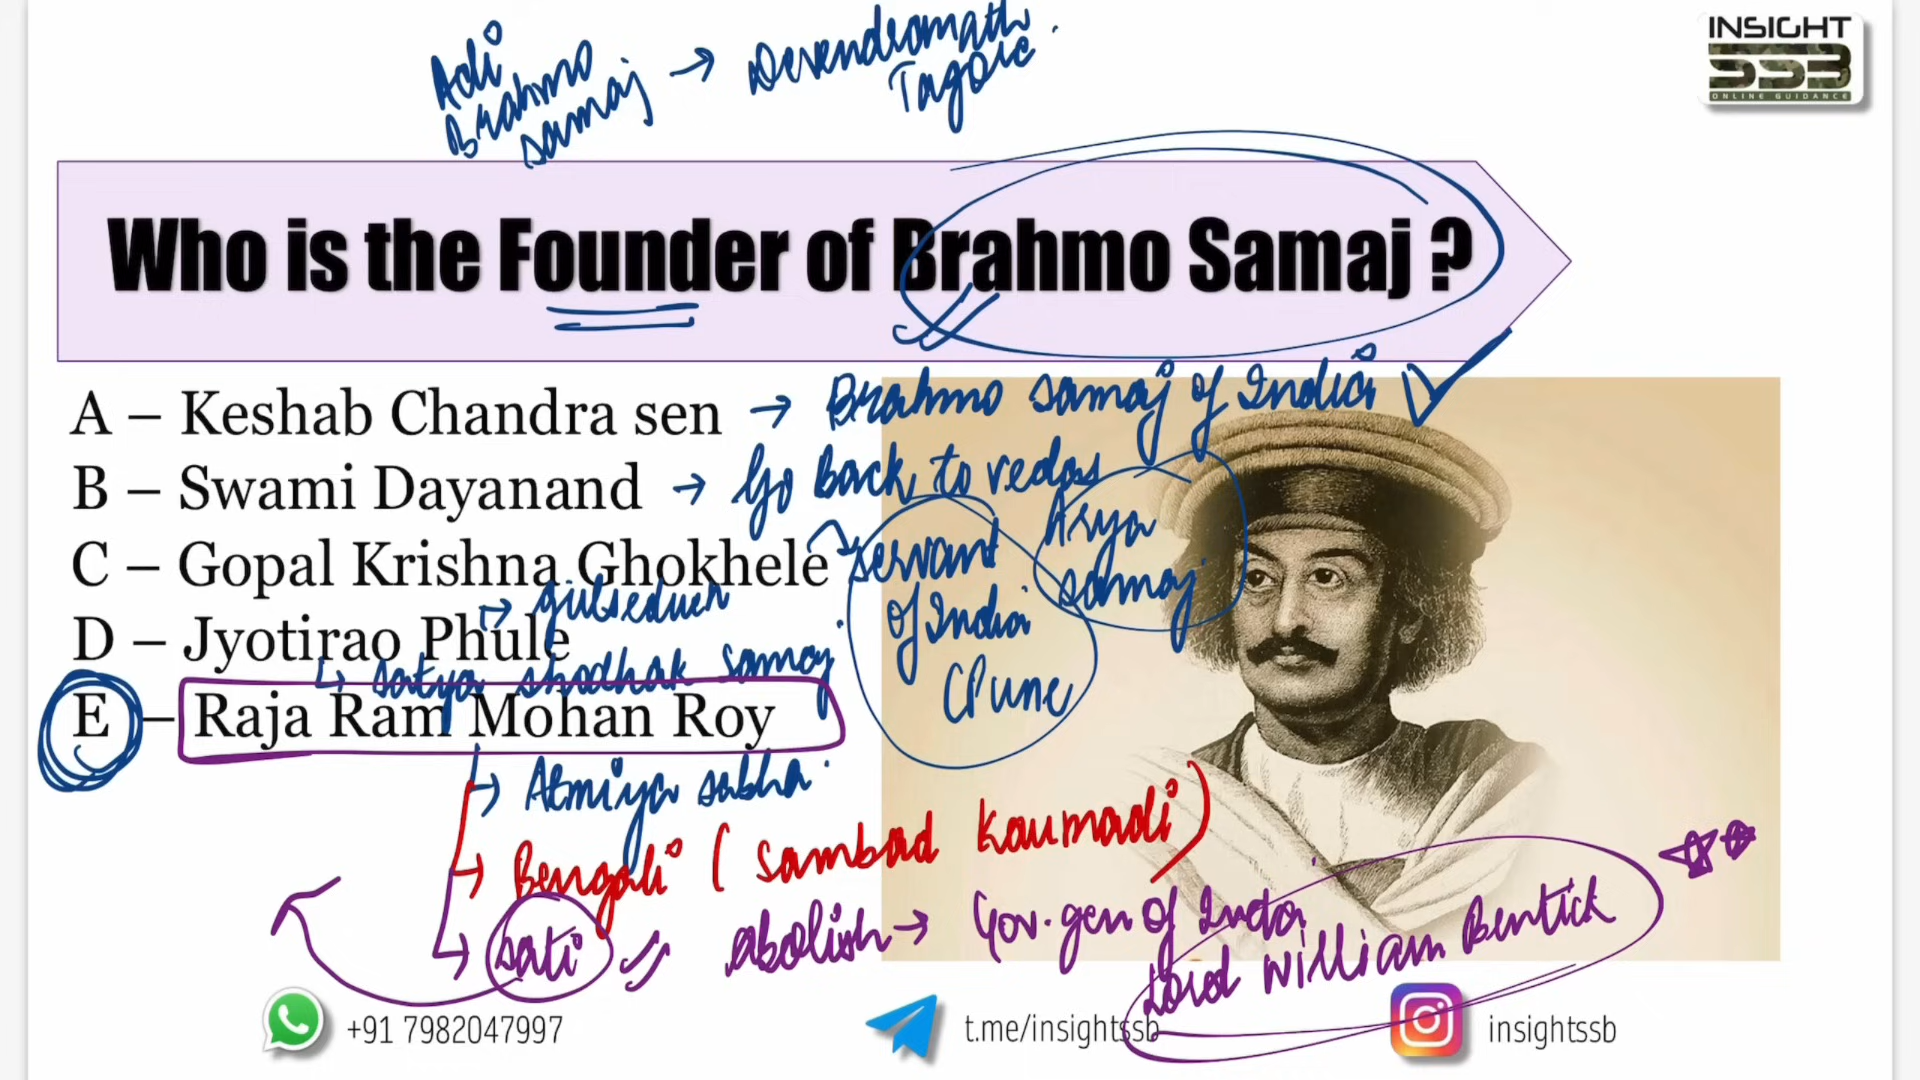 Adi
Brahmo
Samaj → Devendranath
Tagore
INSIGHT
SSB
ONLINE GUIDANCE
Who is the Founder of Brahmo Samaj ?
A – Keshab Chandra sen → Brahmo Samaj of India
B – Swami Dayanand → Go back to vedas
Arya
Samaj
C – Gopal Krishna Ghokhele → Servant
of India
(Pune
D – Jyotirao Phule
→ Satya Shodhak Samaj
E – Raja Ram Mohan Roy
→ Atmiya Sabha
→ Bengali (Sambad Kaumadi)
→ Sati abolish → Gov. gen of India
Lord William Bentick
+91 7982047997
t.me/insightssb
insightssb